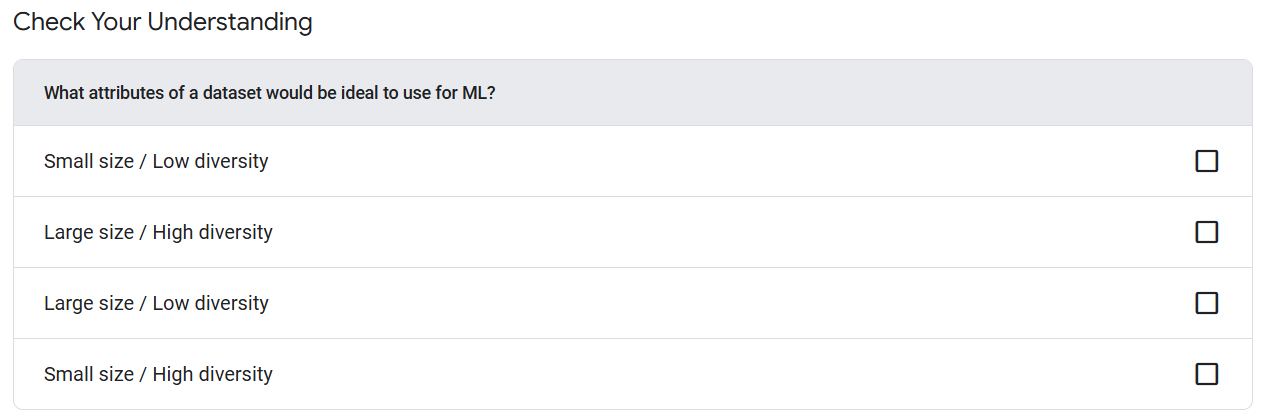 Check Your Understanding
What attributes of a dataset would be ideal to use for ML?
Small size / Low diversity
Large size / High diversity
Large size / Low diversity
Small size / High diversity